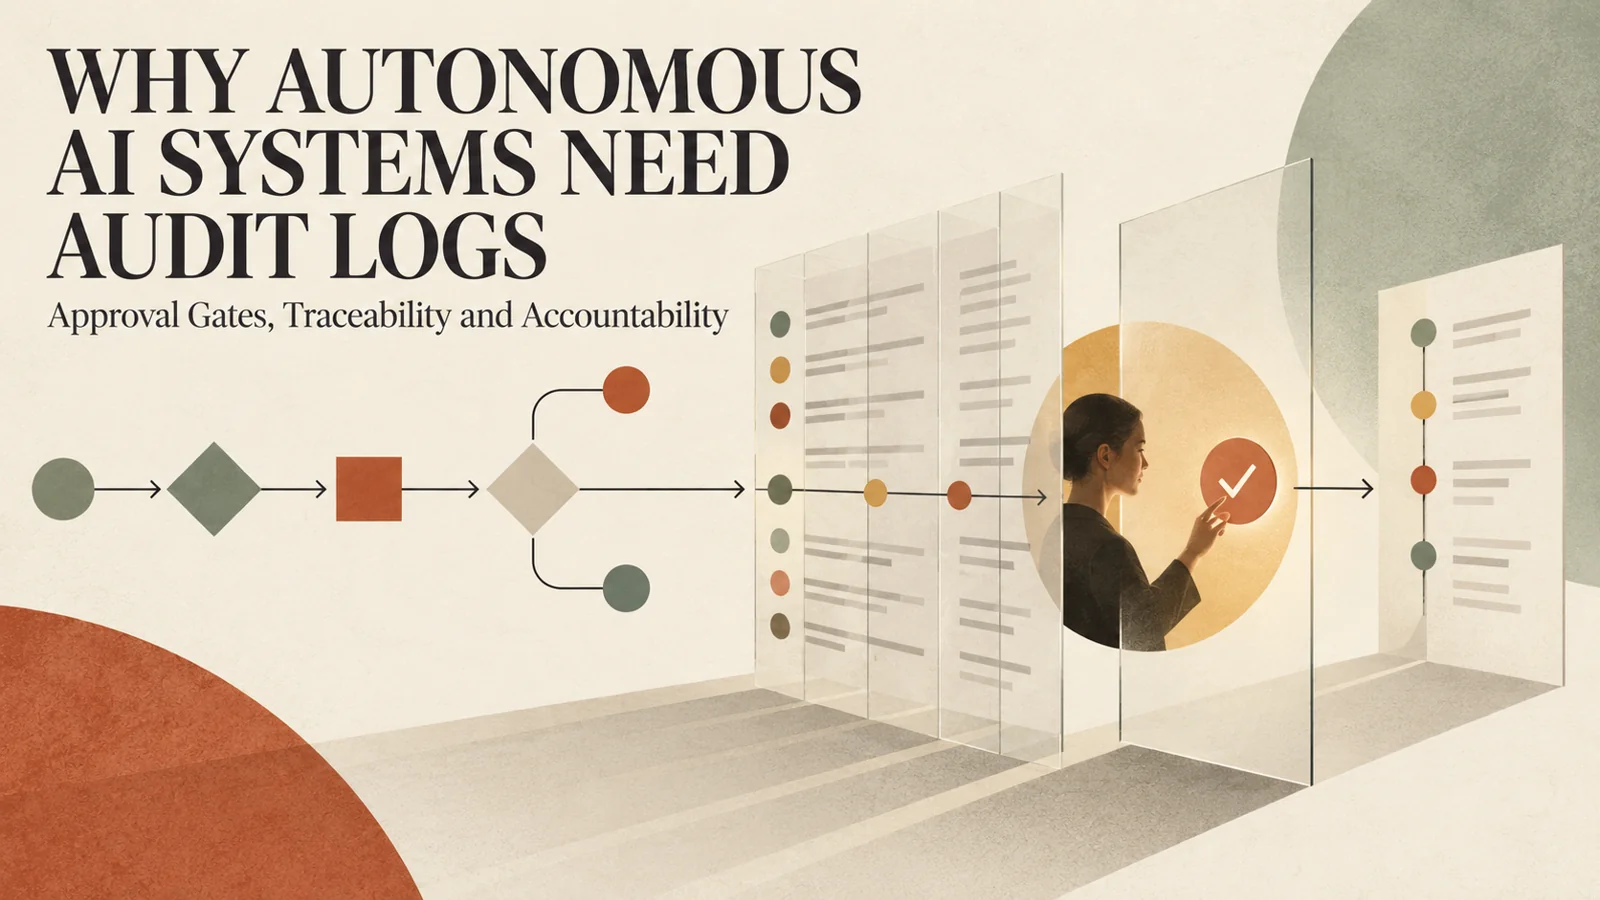 WHY AUTONOMOUS
AI SYSTEMS NEED
AUDIT LOGS
Approval Gates, Traceability and Accountability